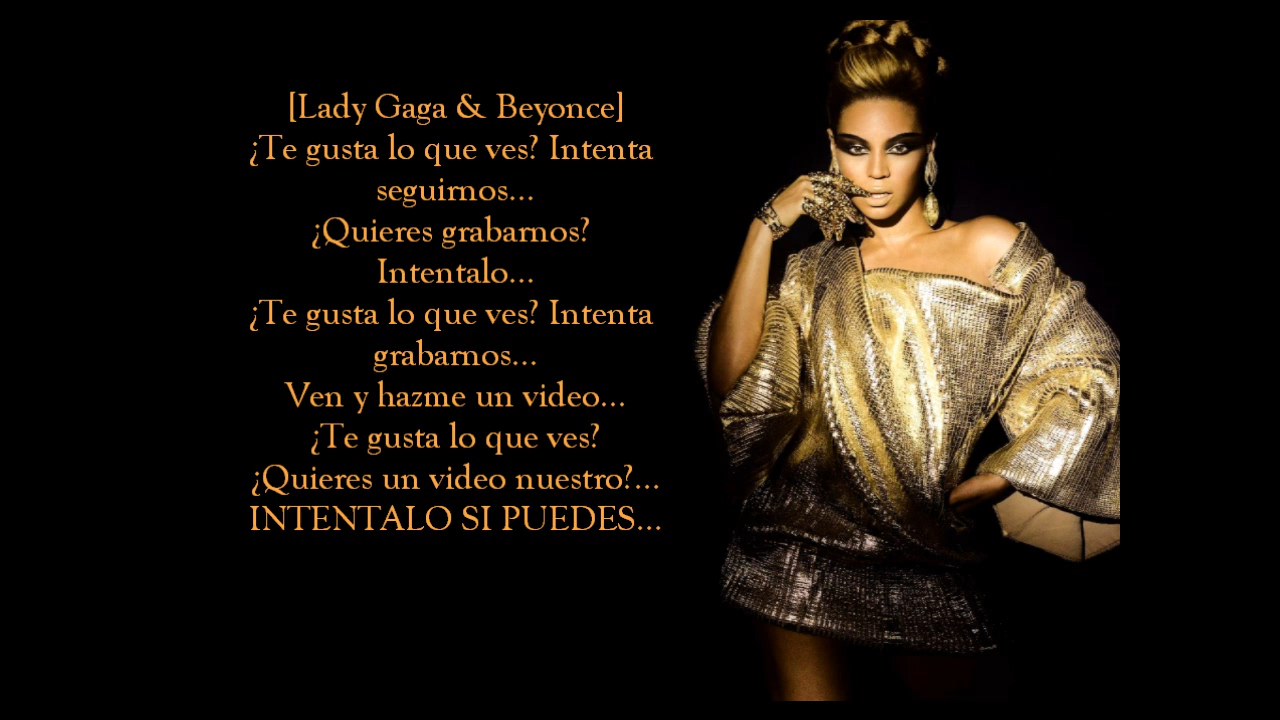 [Lady Gaga & Beyonce]
¿Te gusta lo que ves? Intenta
seguirnos...
¿Quieres grabarnos?
Intentalo...
¿Te gusta lo que ves? Intenta
grabarnos...
Ven y hazme un video...
¿Te gusta lo que ves?
¿Quieres un video nuestro?...
INTENTALO SI PUEDES...